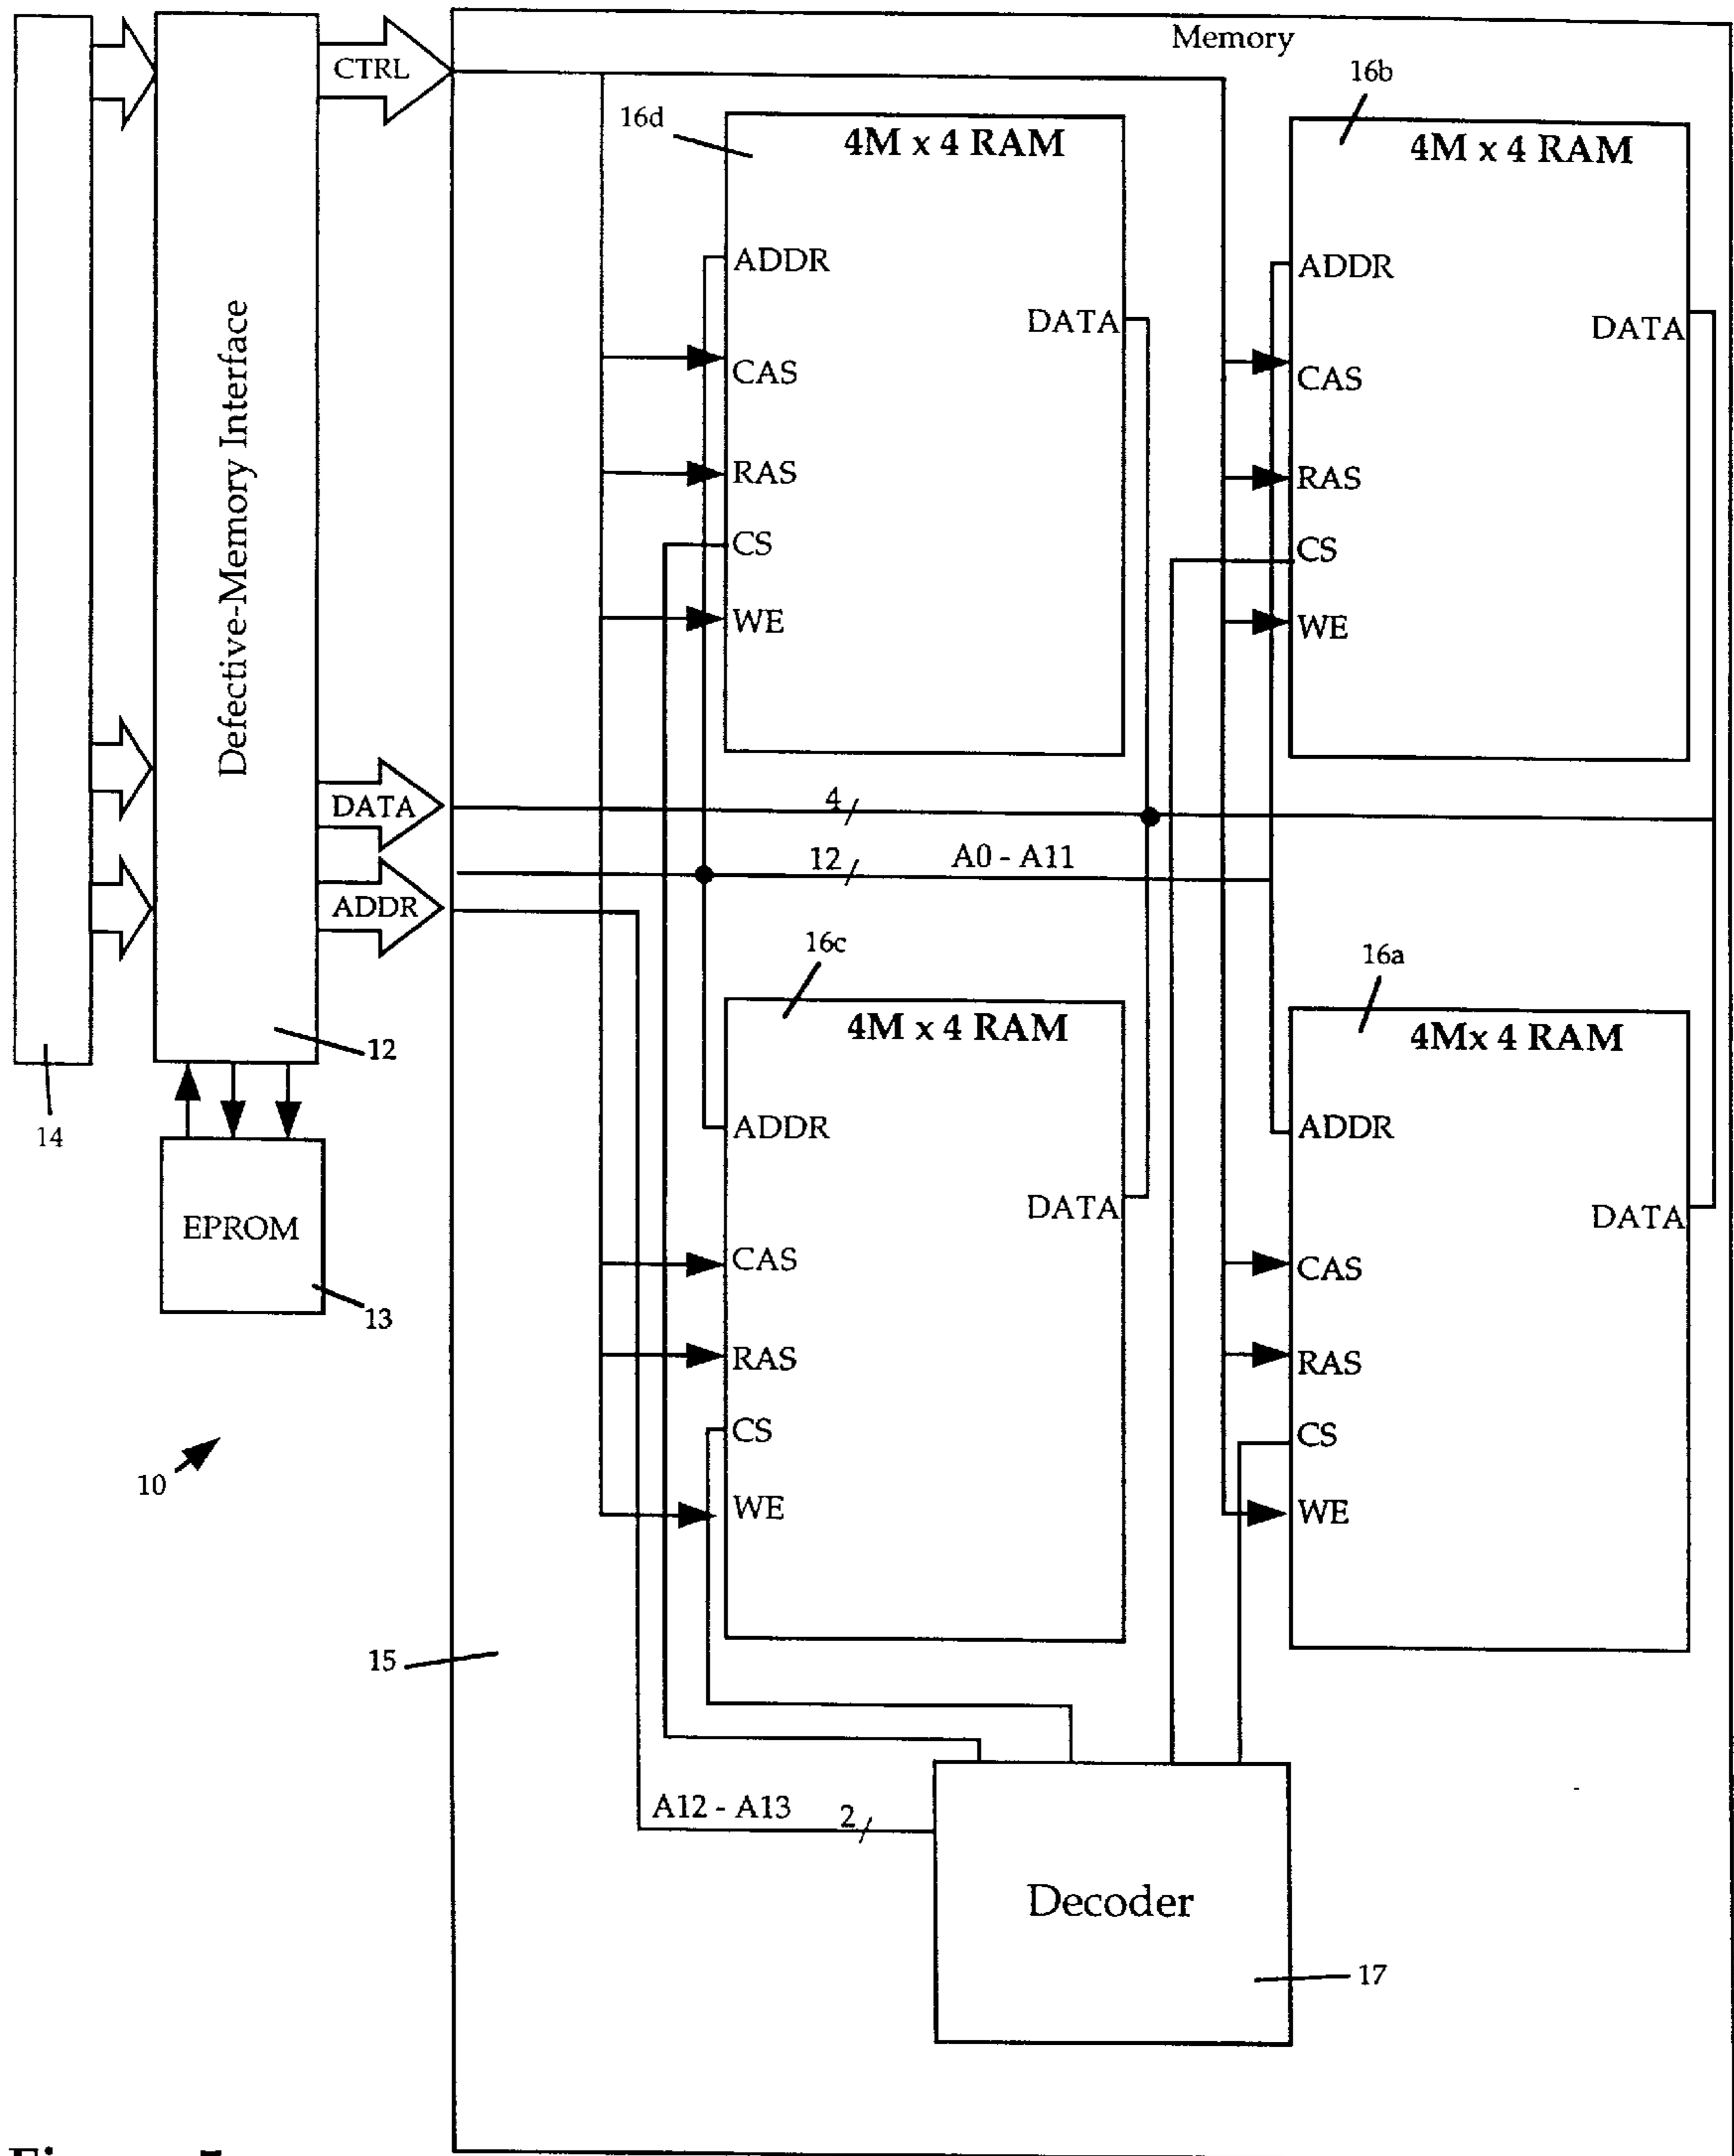 Memory
CTRL
16b
16d
4M x 4 RAM
4M x 4 RAM
ADDR
ADDR
DATA
DATA
CAS
CAS
RAS
RAS
CS
CS
WE
WE
Defective-Memory Interface
DATA
4
12
A0 - A11
ADDR
16c
16a
4M x 4 RAM
4Mx 4 RAM
12
14
ADDR
ADDR
DATA
DATA
EPROM
CAS
CAS
13
RAS
RAS
CS
CS
10
WE
WE
15
A12 - A13
2
Decoder
17